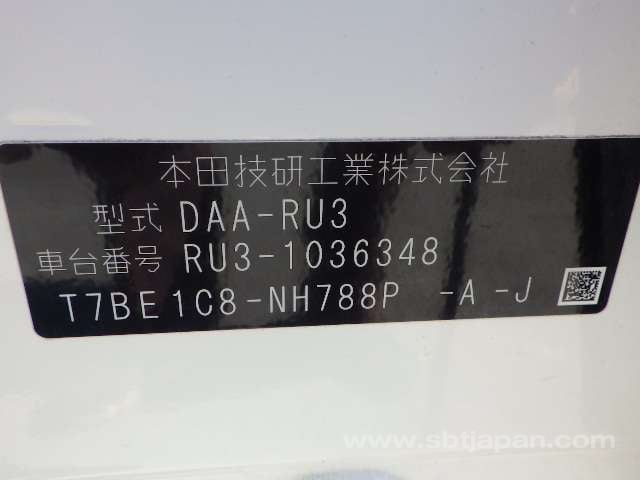 本田技研工業株式会社
型式 DAA-RU3
車台番号 RU3-1036348
T7BE1C8-NH788P -A -J
www.sbtjapan.com